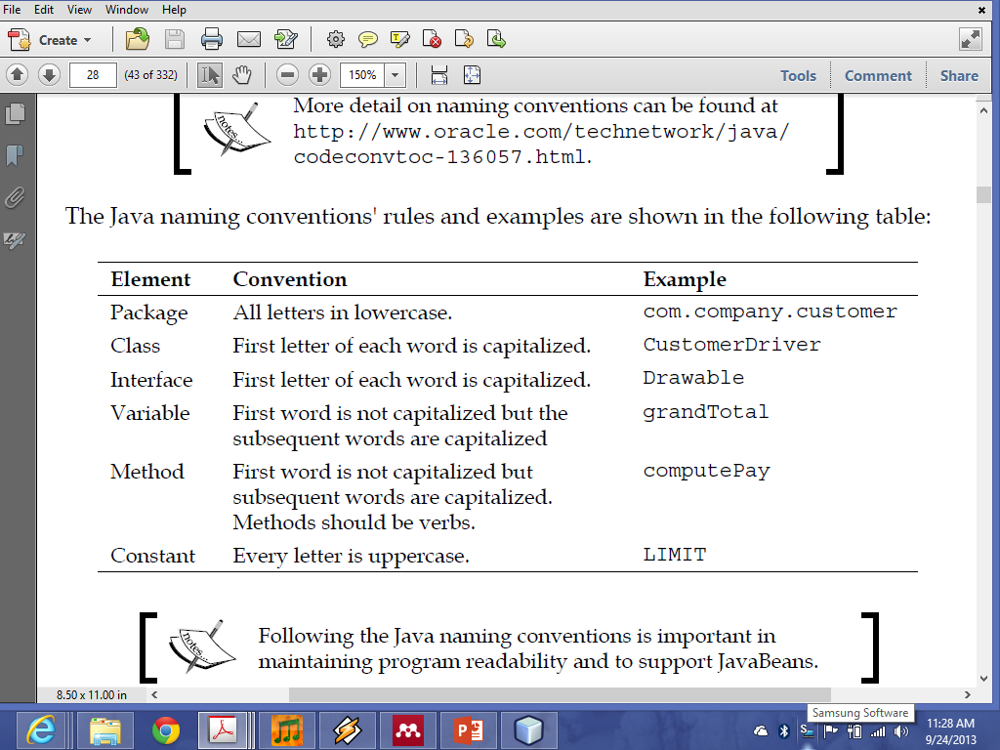 File Edit View Window Help
Create
28 (43 of 332) 150% Tools Comment Share
More detail on naming conventions can be found at
http://www.oracle.com/technetwork/java/
codeconvtoc-136057.html.
notes...
The Java naming conventions' rules and examples are shown in the following table:
Element Convention Example
Package All letters in lowercase. com.company.customer
Class First letter of each word is capitalized. CustomerDriver
Interface First letter of each word is capitalized. Drawable
Variable First word is not capitalized but the grandTotal
subsequent words are capitalized
Method First word is not capitalized but computePay
subsequent words are capitalized.
Methods should be verbs.
Constant Every letter is uppercase. LIMIT
Following the Java naming conventions is important in
notes...
maintaining program readability and to support JavaBeans.
8.50 x 11.00 in
Samsung Software
11:28 AM
9/24/2013